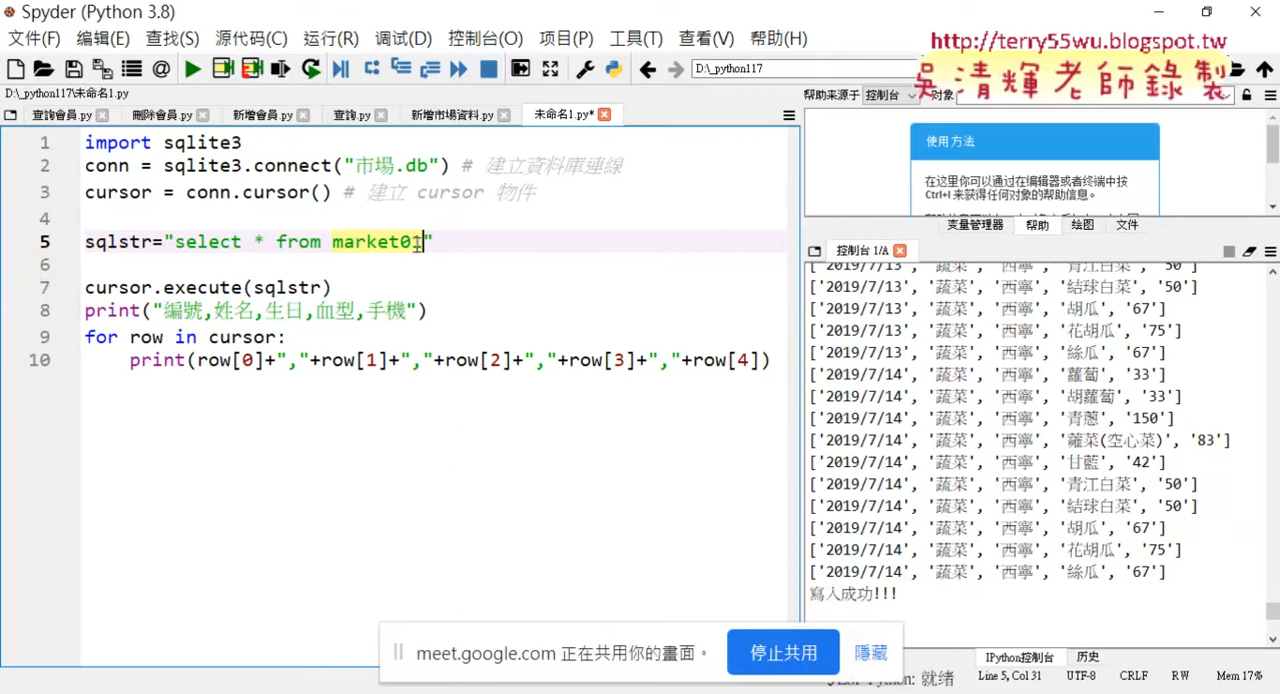 Spyder (Python 3.8)
文件(F) 编辑(E) 查找(S) 源代码(C) 运行(R) 调试(D) 控制台(O) 项目(P) 工具(T) 查看(V) 帮助(H)
http://terry55wu.blogspot.tw
吳清輝老師錄製
D:\_python117
D:\_python117\未命名1.py
帮助来源于 控制台 对象
查詢會員.py 刪除會員.py 新增會員.py 查詢.py 新增市場資料.py 未命名1.py*
1 import sqlite3
2 conn = sqlite3.connect("市場.db") # 建立資料庫連線
3 cursor = conn.cursor() # 建立 cursor 物件
4
5 sqlstr="select * from market01"
6
7 cursor.execute(sqlstr)
8 print("編號,姓名,生日,血型,手機")
9 for row in cursor:
10 print(row[0]+","+row[1]+","+row[2]+","+row[3]+","+row[4])
使用方法
在这里你可以通过在编辑器或者终端中按
Ctrl+I 来获得任何对象的帮助信息。
变量管理器 帮助 绘图 文件
控制台 1/A
['2019/7/13', '蔬菜', '西寧', '青江白菜', '50']
['2019/7/13', '蔬菜', '西寧', '結球白菜', '50']
['2019/7/13', '蔬菜', '西寧', '胡瓜', '67']
['2019/7/13', '蔬菜', '西寧', '花胡瓜', '75']
['2019/7/13', '蔬菜', '西寧', '絲瓜', '67']
['2019/7/14', '蔬菜', '西寧', '蘿蔔', '33']
['2019/7/14', '蔬菜', '西寧', '胡蘿蔔', '33']
['2019/7/14', '蔬菜', '西寧', '青蔥', '150']
['2019/7/14', '蔬菜', '西寧', '蕹菜(空心菜)', '83']
['2019/7/14', '蔬菜', '西寧', '甘藍', '42']
['2019/7/14', '蔬菜', '西寧', '青江白菜', '50']
['2019/7/14', '蔬菜', '西寧', '結球白菜', '50']
['2019/7/14', '蔬菜', '西寧', '胡瓜', '67']
['2019/7/14', '蔬菜', '西寧', '花胡瓜', '75']
['2019/7/14', '蔬菜', '西寧', '絲瓜', '67']
寫入成功!!!
meet.google.com 正在共用你的畫面。 停止共用 隱藏
IPython控制台 历史
Python: 就绪 Line 5, Col 31 UTF-8 CRLF RW Mem 17%